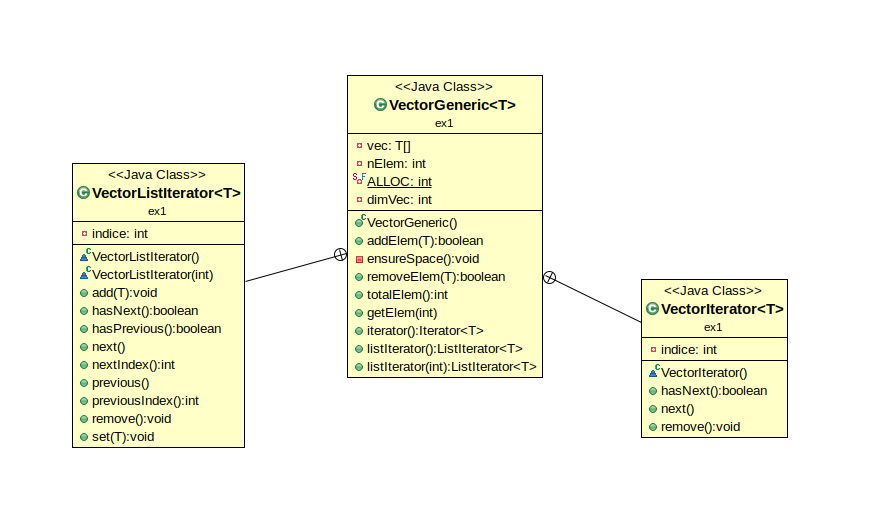 <<Java Class>>
VectorGeneric<T>
ex1
vec: T[]
nElem: int
S F
ALLOC: int
dimVec: int
VectorGeneric()
addElem(T):boolean
ensureSpace():void
removeElem(T):boolean
totalElem():int
getElem(int)
iterator():Iterator<T>
listIterator():ListIterator<T>
listIterator(int):ListIterator<T>
<<Java Class>>
VectorListIterator<T>
ex1
indice: int
VectorListIterator()
VectorListIterator(int)
add(T):void
hasNext():boolean
hasPrevious():boolean
next()
nextIndex():int
previous()
previousIndex():int
remove():void
set(T):void
<<Java Class>>
VectorIterator<T>
ex1
indice: int
VectorIterator()
hasNext():boolean
next()
remove():void